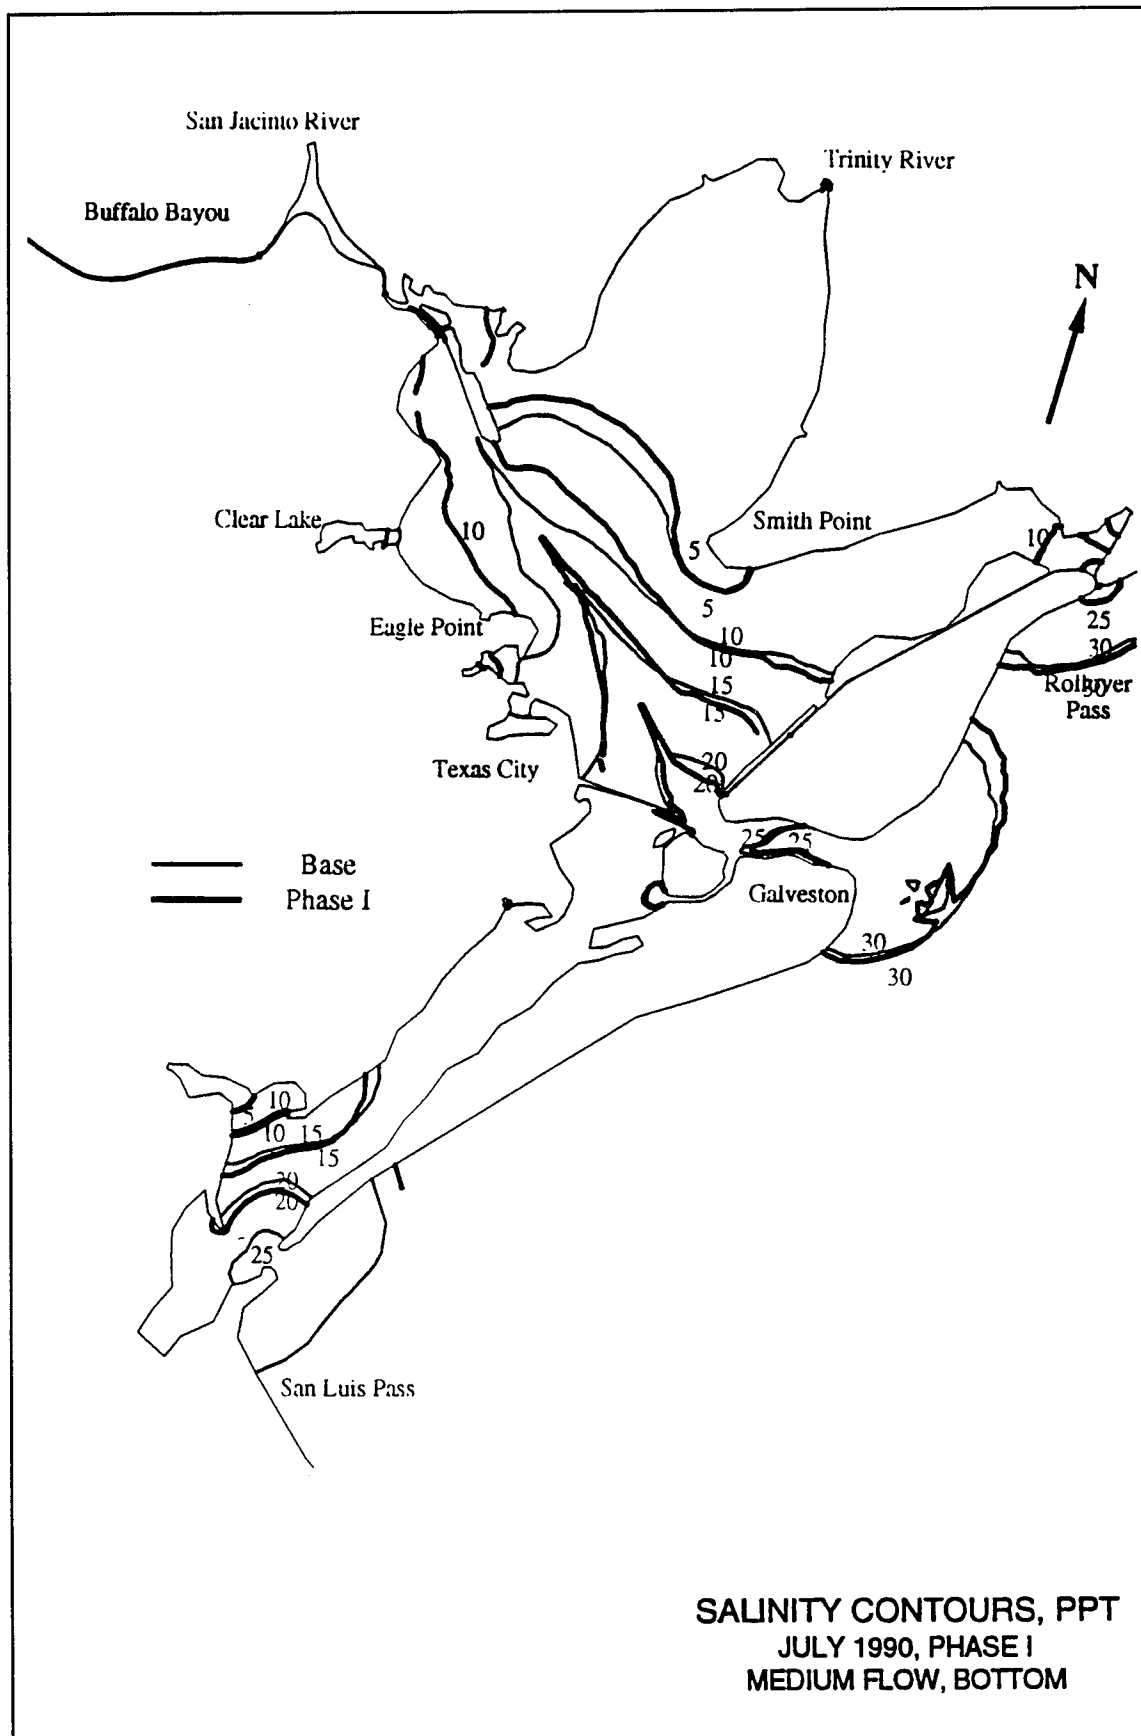 San Jacinto River
Trinity River
Buffalo Bayou
N
Clear Lake
10
Smith Point
10
5
5
25
Eagle Point
10
10
30
15
15
Pass
Texas City
20
20
25
25
Base
Phase I
Galveston
30
30
10
10
15
15
20
20
25
San Luis Pass
SALINITY CONTOURS, PPT
JULY 1990, PHASE I
MEDIUM FLOW, BOTTOM